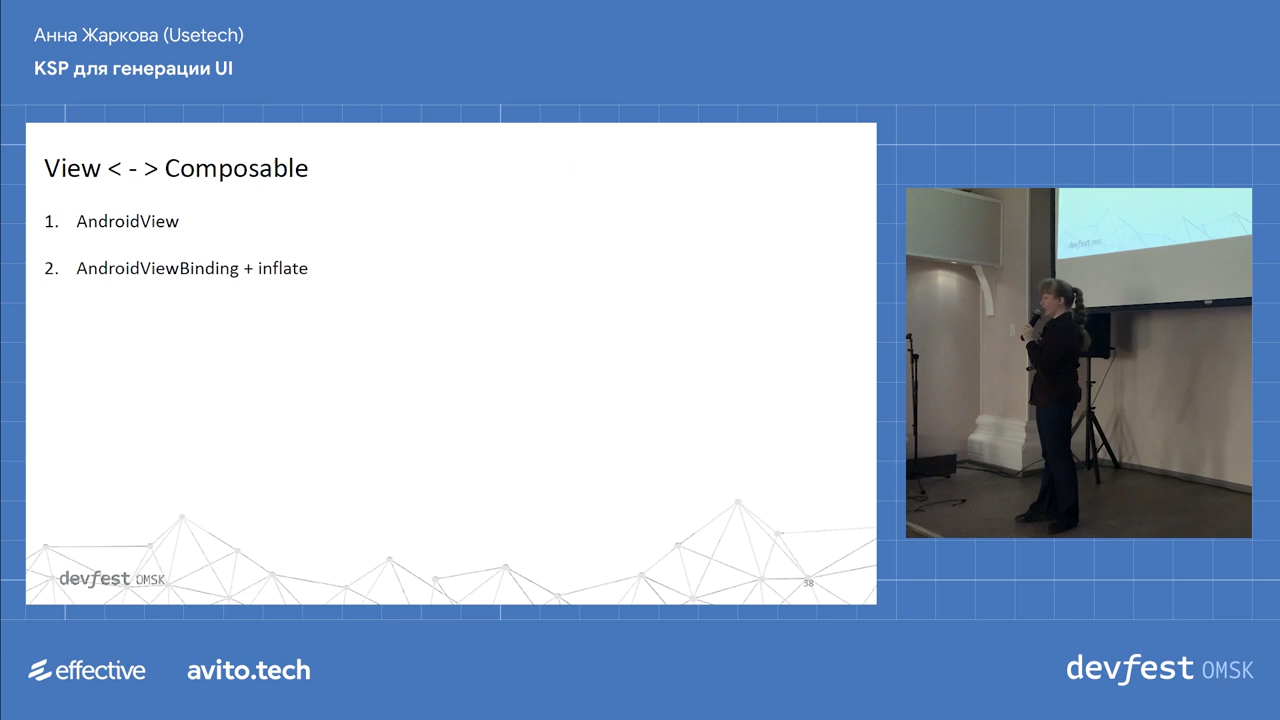 Анна Жаркова (Usetech)
KSP для генерации UI
View < - > Composable
1. AndroidView
2. AndroidViewBinding + inflate
devfest OMSK
38
effective
avito.tech
devfest OMSK